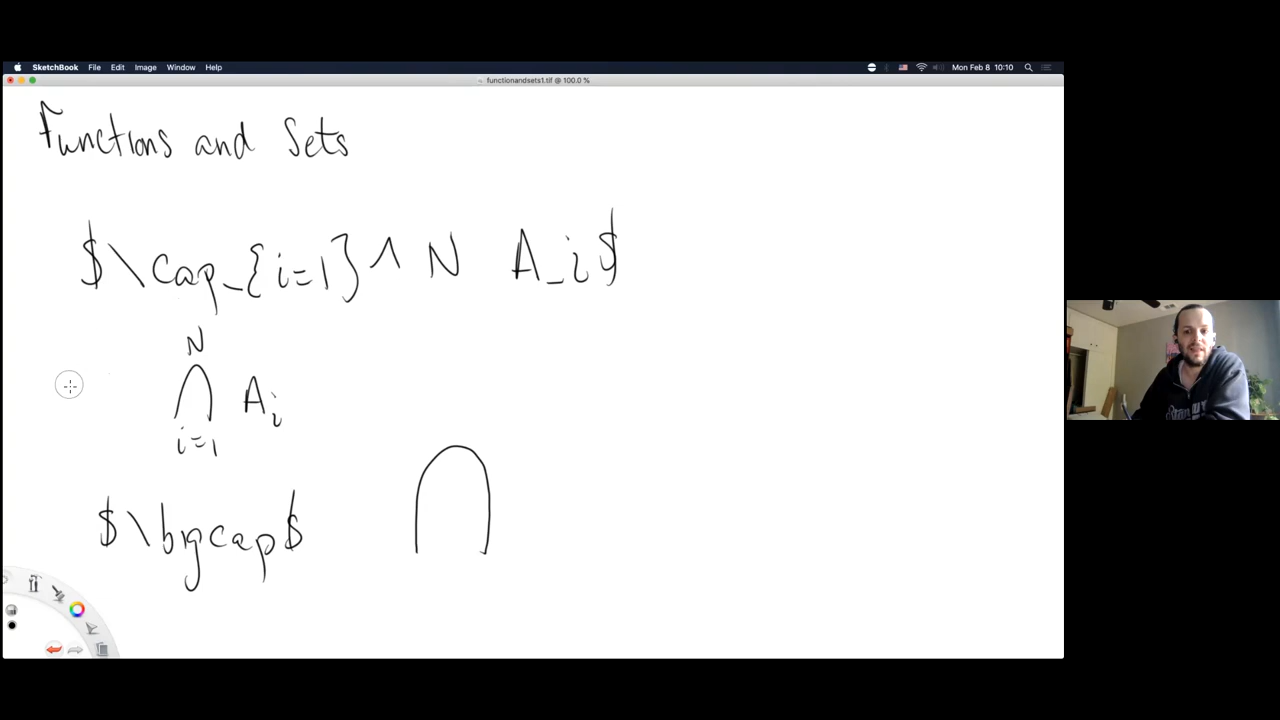 SketchBook File Edit Image Window Help Mon Feb 8 10:10
functionandsets1.tif @ 100.0 %
Functions and Sets
$\cap_{i=1}^N A_i$
N
⋂ A_i
i=1
$\bigcap$ ⋂